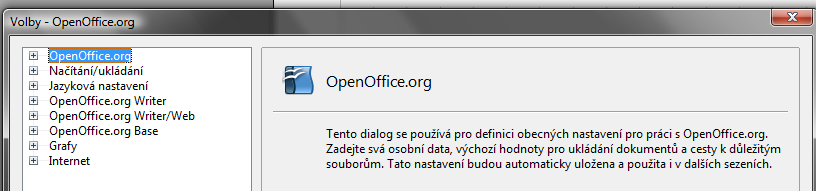 Volby - OpenOffice.org
OpenOffice.org
Načítání/ukládání
Jazyková nastavení
OpenOffice.org Writer
OpenOffice.org Writer/Web
OpenOffice.org Base
Grafy
Internet
OpenOffice.org
Tento dialog se používá pro definici obecných nastavení pro práci s OpenOffice.org.
Zadejte svá osobní data, výchozí hodnoty pro ukládání dokumentů a cesty k důležitým
souborům. Tato nastavení budou automaticky uložena a použita i v dalších sezeních.